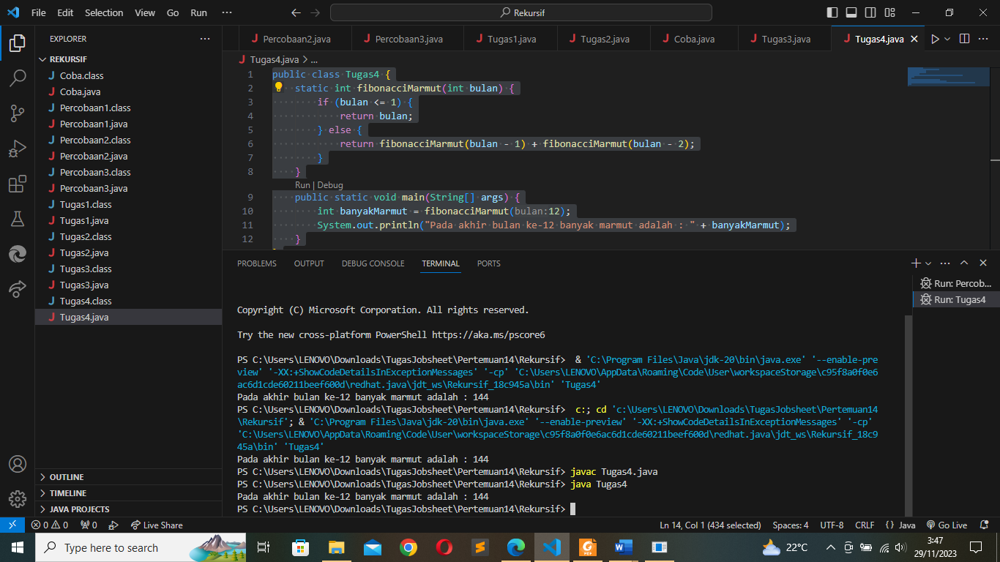 File Edit Selection View Go Run ··· Rekursif
EXPLORER ···
REKURSIF
Coba.class
Coba.java
Percobaan1.class
Percobaan1.java
Percobaan2.class
Percobaan2.java
Percobaan3.class
Percobaan3.java
Tugas1.class
Tugas1.java
Tugas2.class
Tugas2.java
Tugas3.class
Tugas3.java
Tugas4.class
Tugas4.java
OUTLINE
TIMELINE
JAVA PROJECTS
Percobaan2.java Percobaan3.java Tugas1.java Tugas2.java Coba.java Tugas3.java Tugas4.java
Tugas4.java > ...
1 public class Tugas4 {
2 static int fibonacciMarmut(int bulan) {
3 if (bulan <= 1) {
4 return bulan;
5 } else {
6 return fibonacciMarmut(bulan - 1) + fibonacciMarmut(bulan - 2);
7 }
8 }
Run | Debug
9 public static void main(String[] args) {
10 int banyakMarmut = fibonacciMarmut(bulan:12);
11 System.out.println("Pada akhir bulan ke-12 banyak marmut adalah : " + banyakMarmut);
12 }
PROBLEMS OUTPUT DEBUG CONSOLE TERMINAL PORTS
Run: Percob...
Run: Tugas4
Copyright (C) Microsoft Corporation. All rights reserved.
Try the new cross-platform PowerShell https://aka.ms/pscore6
PS C:\Users\LENOVO\Downloads\TugasJobsheet\Pertemuan14\Rekursif>  & 'C:\Program Files\Java\jdk-20\bin\java.exe' '--enable-pre
view' '-XX:+ShowCodeDetailsInExceptionMessages' '-cp' 'C:\Users\LENOVO\AppData\Roaming\Code\User\workspaceStorage\c95f8a0f0e6
ac6d1cde60211beef600d\redhat.java\jdt_ws\Rekursif_18c945a\bin' 'Tugas4'
Pada akhir bulan ke-12 banyak marmut adalah : 144
PS C:\Users\LENOVO\Downloads\TugasJobsheet\Pertemuan14\Rekursif>  c:; cd 'c:\Users\LENOVO\Downloads\TugasJobsheet\Pertemuan14
\Rekursif'; & 'C:\Program Files\Java\jdk-20\bin\java.exe' '--enable-preview' '-XX:+ShowCodeDetailsInExceptionMessages' '-cp'
'C:\Users\LENOVO\AppData\Roaming\Code\User\workspaceStorage\c95f8a0f0e6ac6d1cde60211beef600d\redhat.java\jdt_ws\Rekursif_18c9
45a\bin' 'Tugas4'
Pada akhir bulan ke-12 banyak marmut adalah : 144
PS C:\Users\LENOVO\Downloads\TugasJobsheet\Pertemuan14\Rekursif> javac Tugas4.java
PS C:\Users\LENOVO\Downloads\TugasJobsheet\Pertemuan14\Rekursif> java Tugas4
Pada akhir bulan ke-12 banyak marmut adalah : 144
PS C:\Users\LENOVO\Downloads\TugasJobsheet\Pertemuan14\Rekursif>
0 0 0 Live Share Ln 14, Col 1 (434 selected) Spaces: 4 UTF-8 CRLF {} Java Go Live
Type here to search 22°C 3:47
29/11/2023